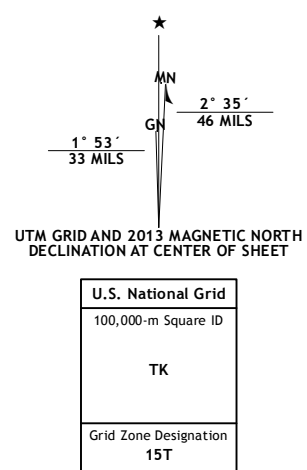 ★
MN
GN
2° 35´
46 MILS
1° 53´
33 MILS
UTM GRID AND 2013 MAGNETIC NORTH
DECLINATION AT CENTER OF SHEET
U.S. National Grid
100,000-m Square ID
TK
Grid Zone Designation
15T